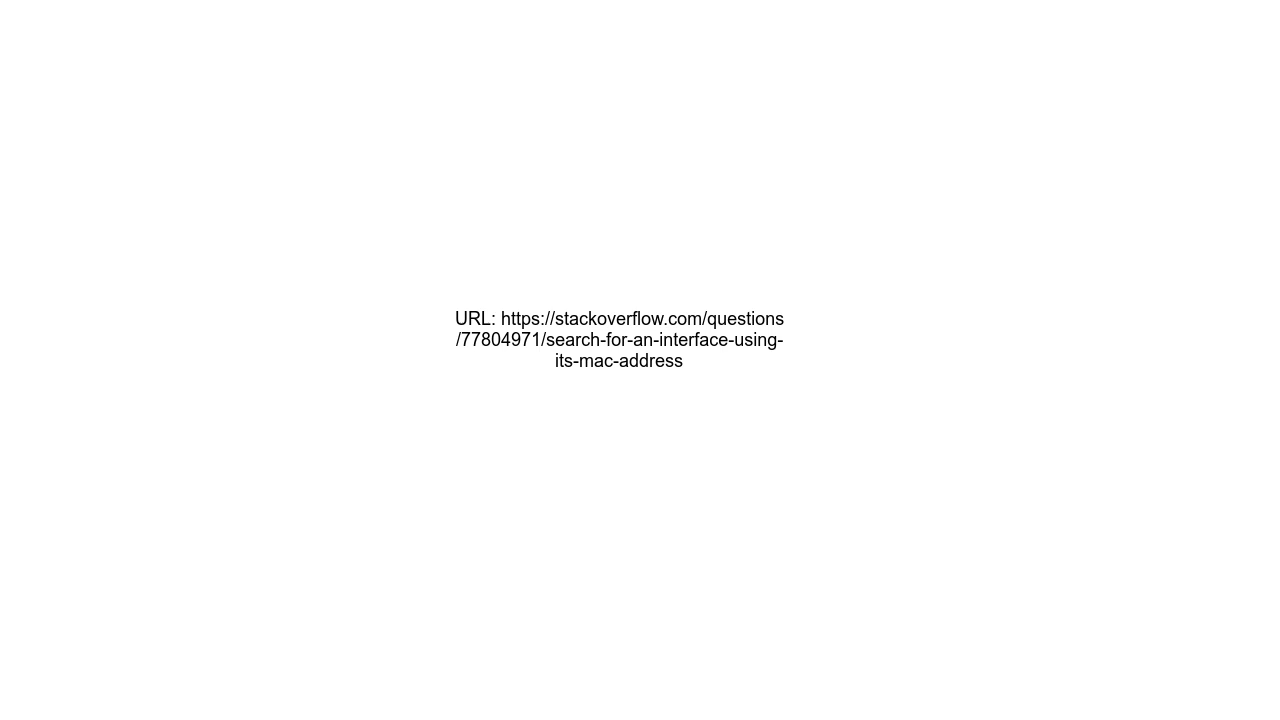 URL: https://stackoverflow.com/questions
/77804971/search-for-an-interface-using-
its-mac-address